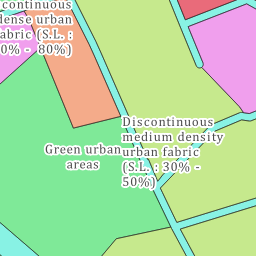 continuous
dense urban
fabric (S.L. :
0% - 80%)
Discontinuous
medium density
urban fabric
(S.L. : 30% -
50%)
Green urban
areas